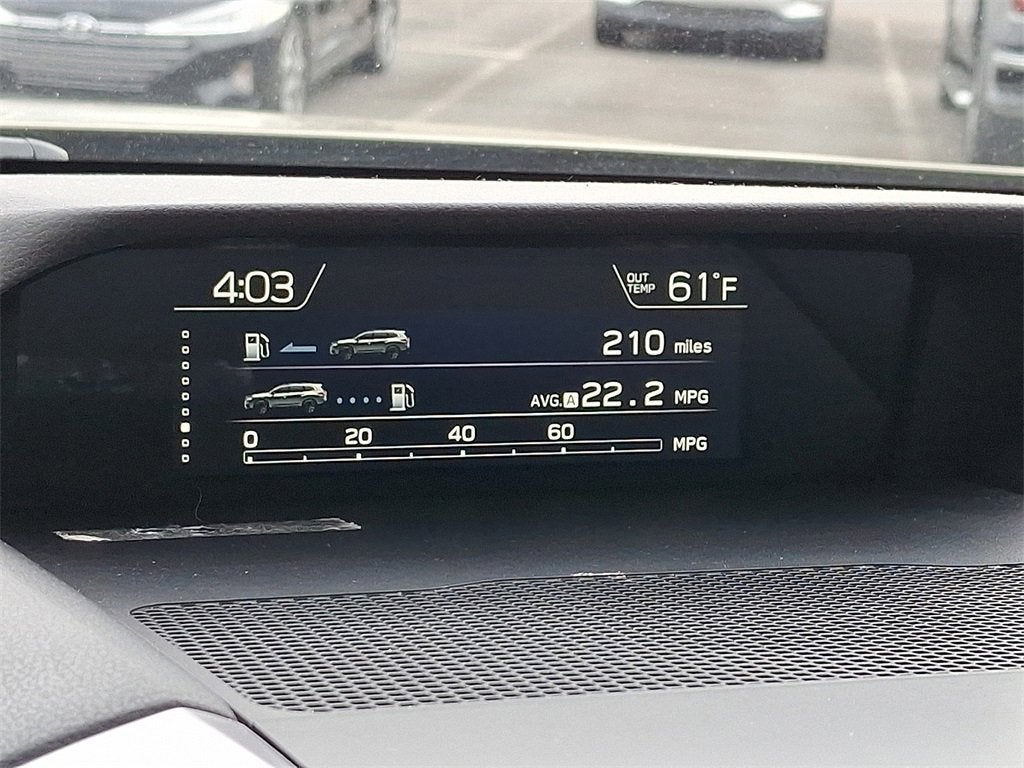 4:03
OUT TEMP 61°F
210 miles
AVG. A 22.2 MPG
0 20 40 60 MPG